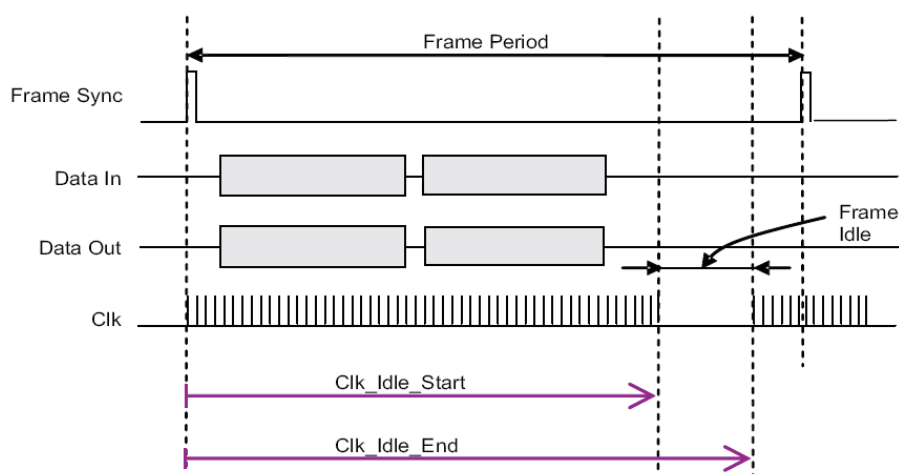 Frame Period
Frame Sync
Data In
Data Out
Frame
Idle
Clk
Clk_Idle_Start
Clk_Idle_End